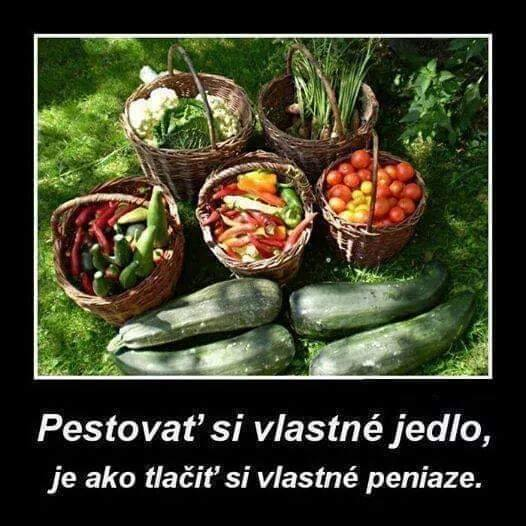 Pestovať si vlastné jedlo,
je ako tlačiť si vlastné peniaze.